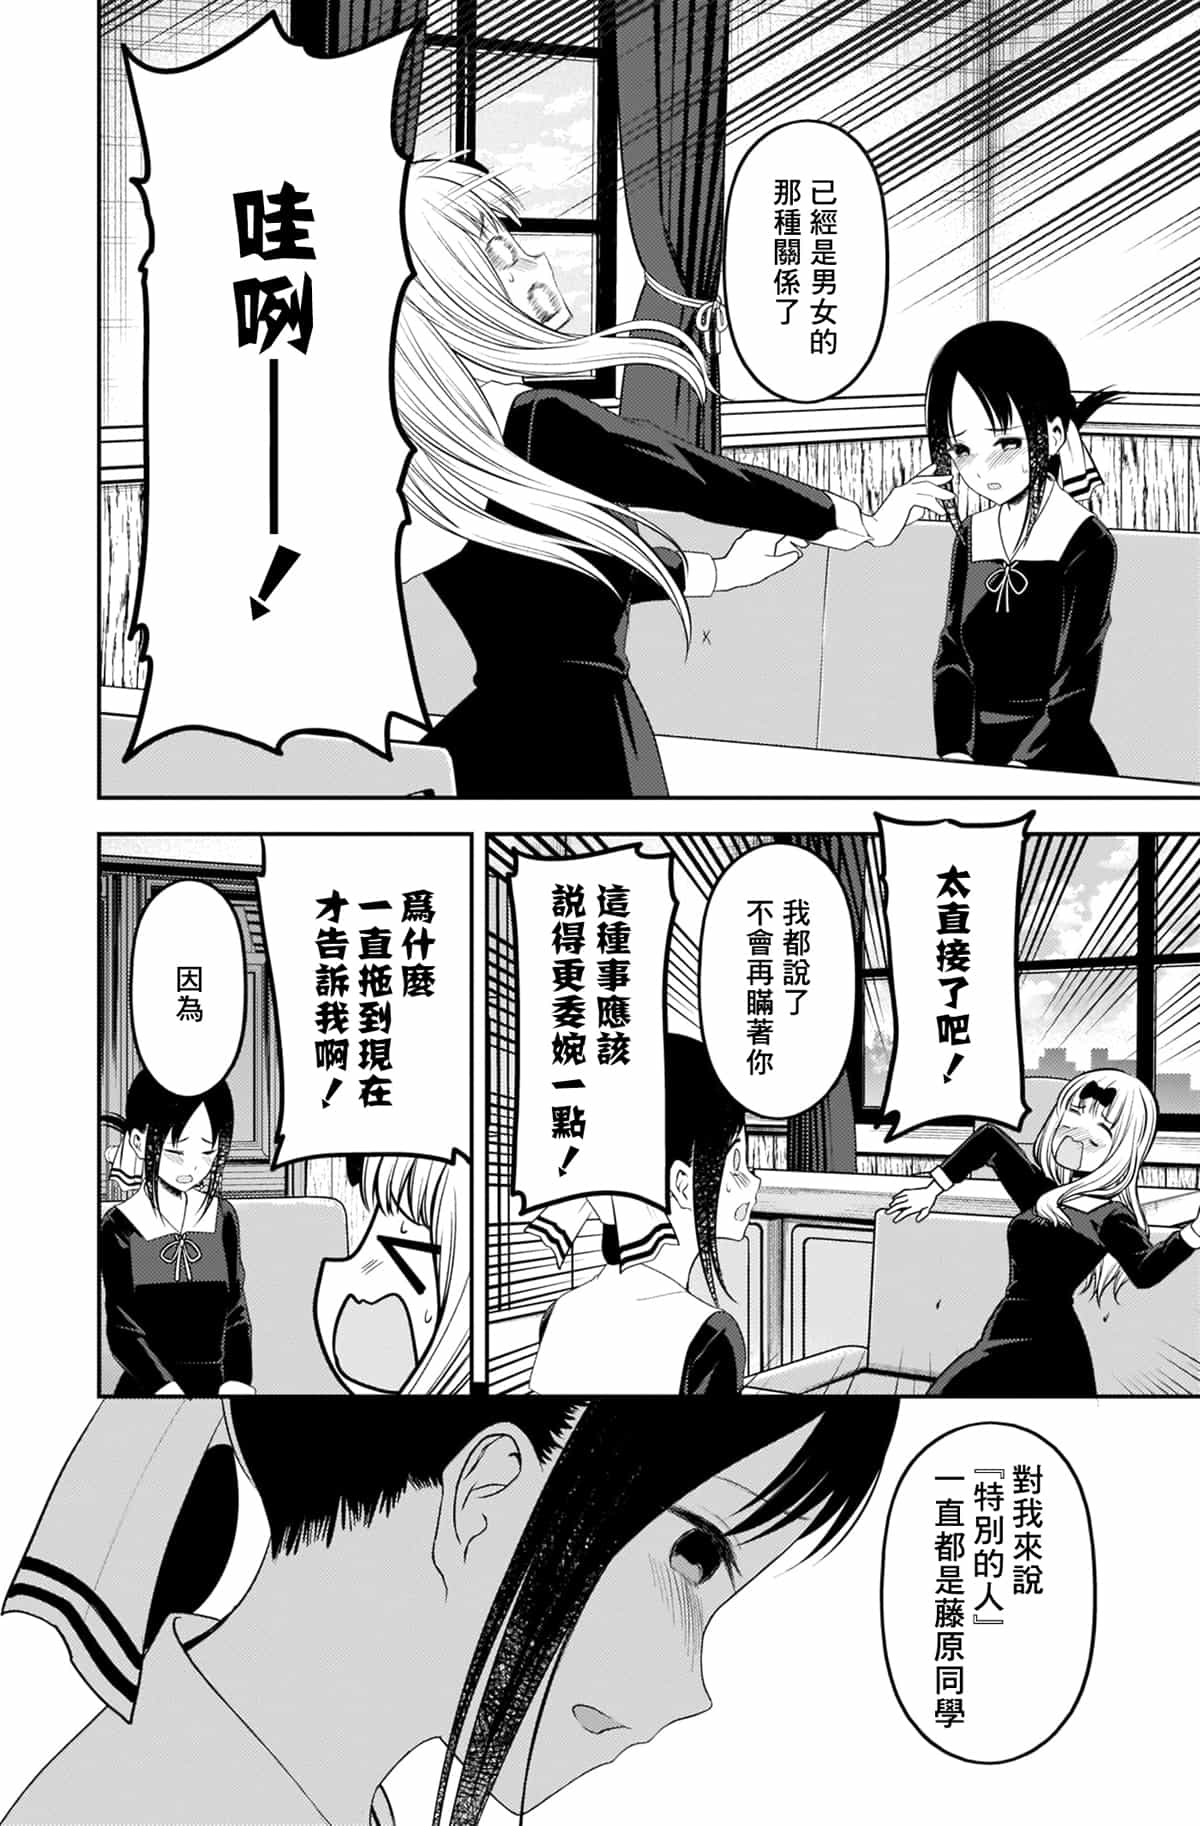 已經是男女的
那種關係了
哇咧——！
太直接了吧！
我都說了
不會再瞞著你
這種事應該
說得更委婉一點！
爲什麼
一直拖到現在
才告訴我啊！
因為
對我來說
『特別的人』
一直都是藤原同學